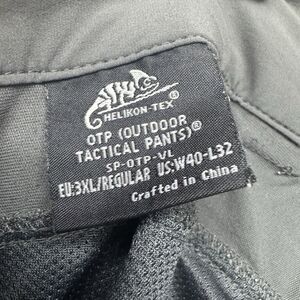 HELIKON-TEX®
OTP (OUTDOOR
TACTICAL PANTS)®
SP-OTP-VL
EU:3XL/REGULAR US:W40-L32
Crafted in China